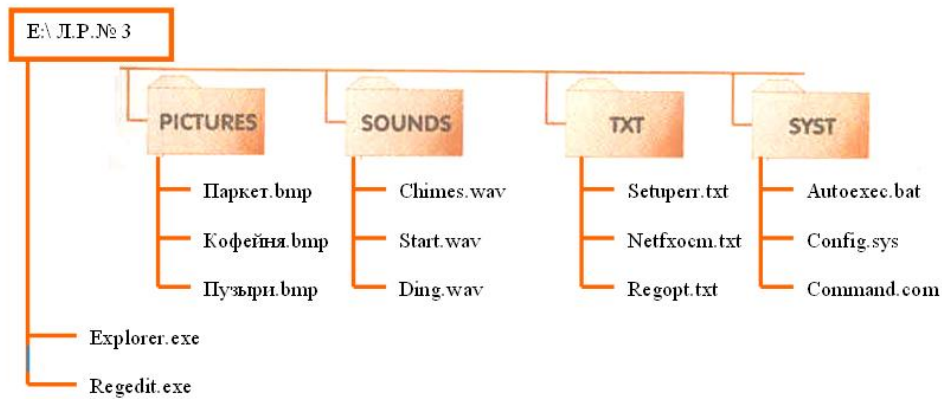 E:\ Л.Р.№ 3
PICTURES
SOUNDS
TXT
SYST
Паркет.bmp
Chimes.wav
Setuperr.txt
Autoexec.bat
Кофейня.bmp
Start.wav
Netfxocm.txt
Config.sys
Пузыри.bmp
Ding.wav
Regopt.txt
Command.com
Explorer.exe
Regedit.exe